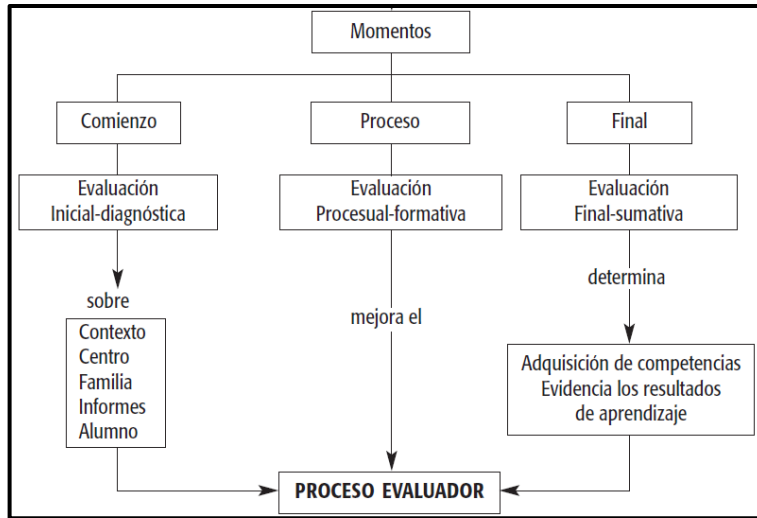 Momentos
Comienzo
Proceso
Final
Evaluación
Inicial-diagnóstica
Evaluación
Procesual-formativa
Evaluación
Final-sumativa
sobre
mejora el
determina
Contexto
Centro
Familia
Informes
Alumno
Adquisición de competencias
Evidencia los resultados
de aprendizaje
PROCESO EVALUADOR